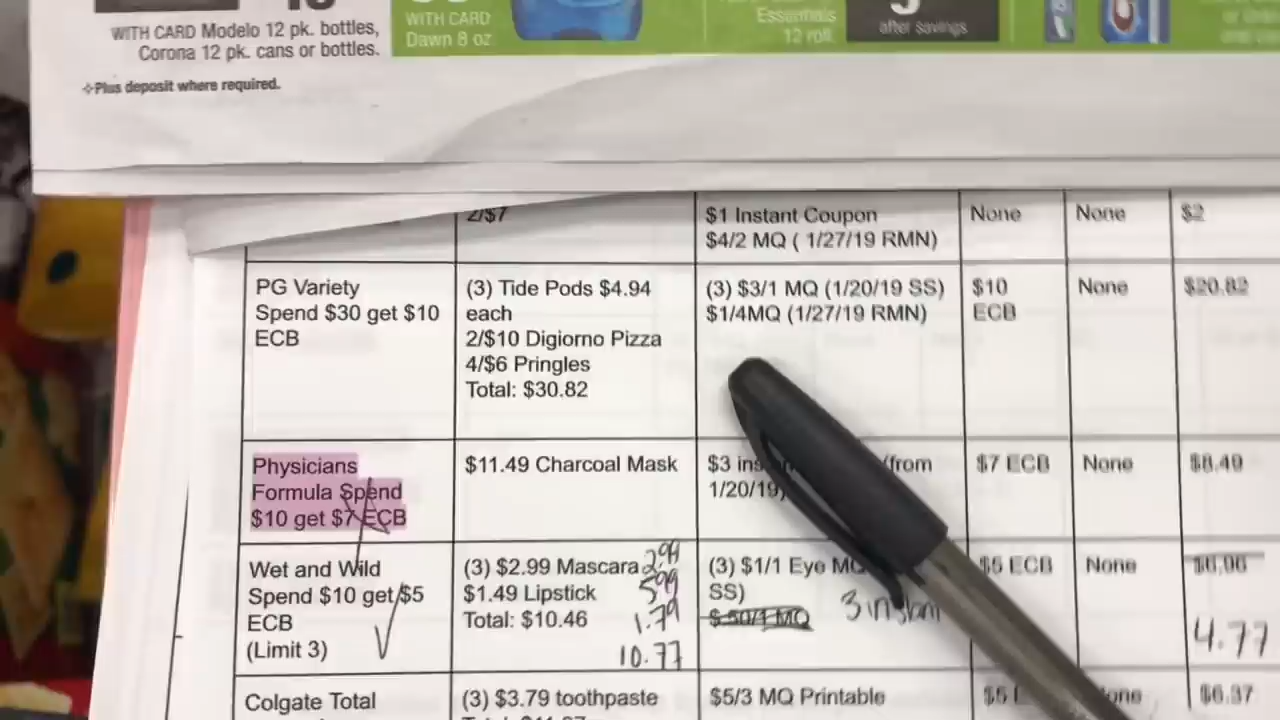 WITH CARD Modelo 12 pk. bottles,
Corona 12 pk. cans or bottles.
Plus deposit where required.
WITH CARD
Dawn 8 oz
Essentials
12 roll
after savings
2/$7
$1 Instant Coupon
$4/2 MQ ( 1/27/19 RMN)
None
None
$2
PG Variety
Spend $30 get $10
ECB
(3) Tide Pods $4.94
each
2/$10 Digiorno Pizza
4/$6 Pringles
Total: $30.82
(3) $3/1 MQ (1/20/19 SS)
$1/4MQ (1/27/19 RMN)
$10
ECB
None
$20.82
Physicians
Formula Spend
$10 get $7 ECB
$11.49 Charcoal Mask
$3 (from
1/20/19)
$7 ECB
None
$8.49
Wet and Wild
Spend $10 get $5
ECB
(Limit 3)
(3) $2.99 Mascara
$1.49 Lipstick
Total: $10.46
2.99
5.99
1.79
10.77
(3) $1/1 Eye
SS)
$.50/1 MQ
3
$5 ECB
None
$6.96
4.77
Colgate Total
(3) $3.79 toothpaste
$5/3 MQ Printable
$6.37